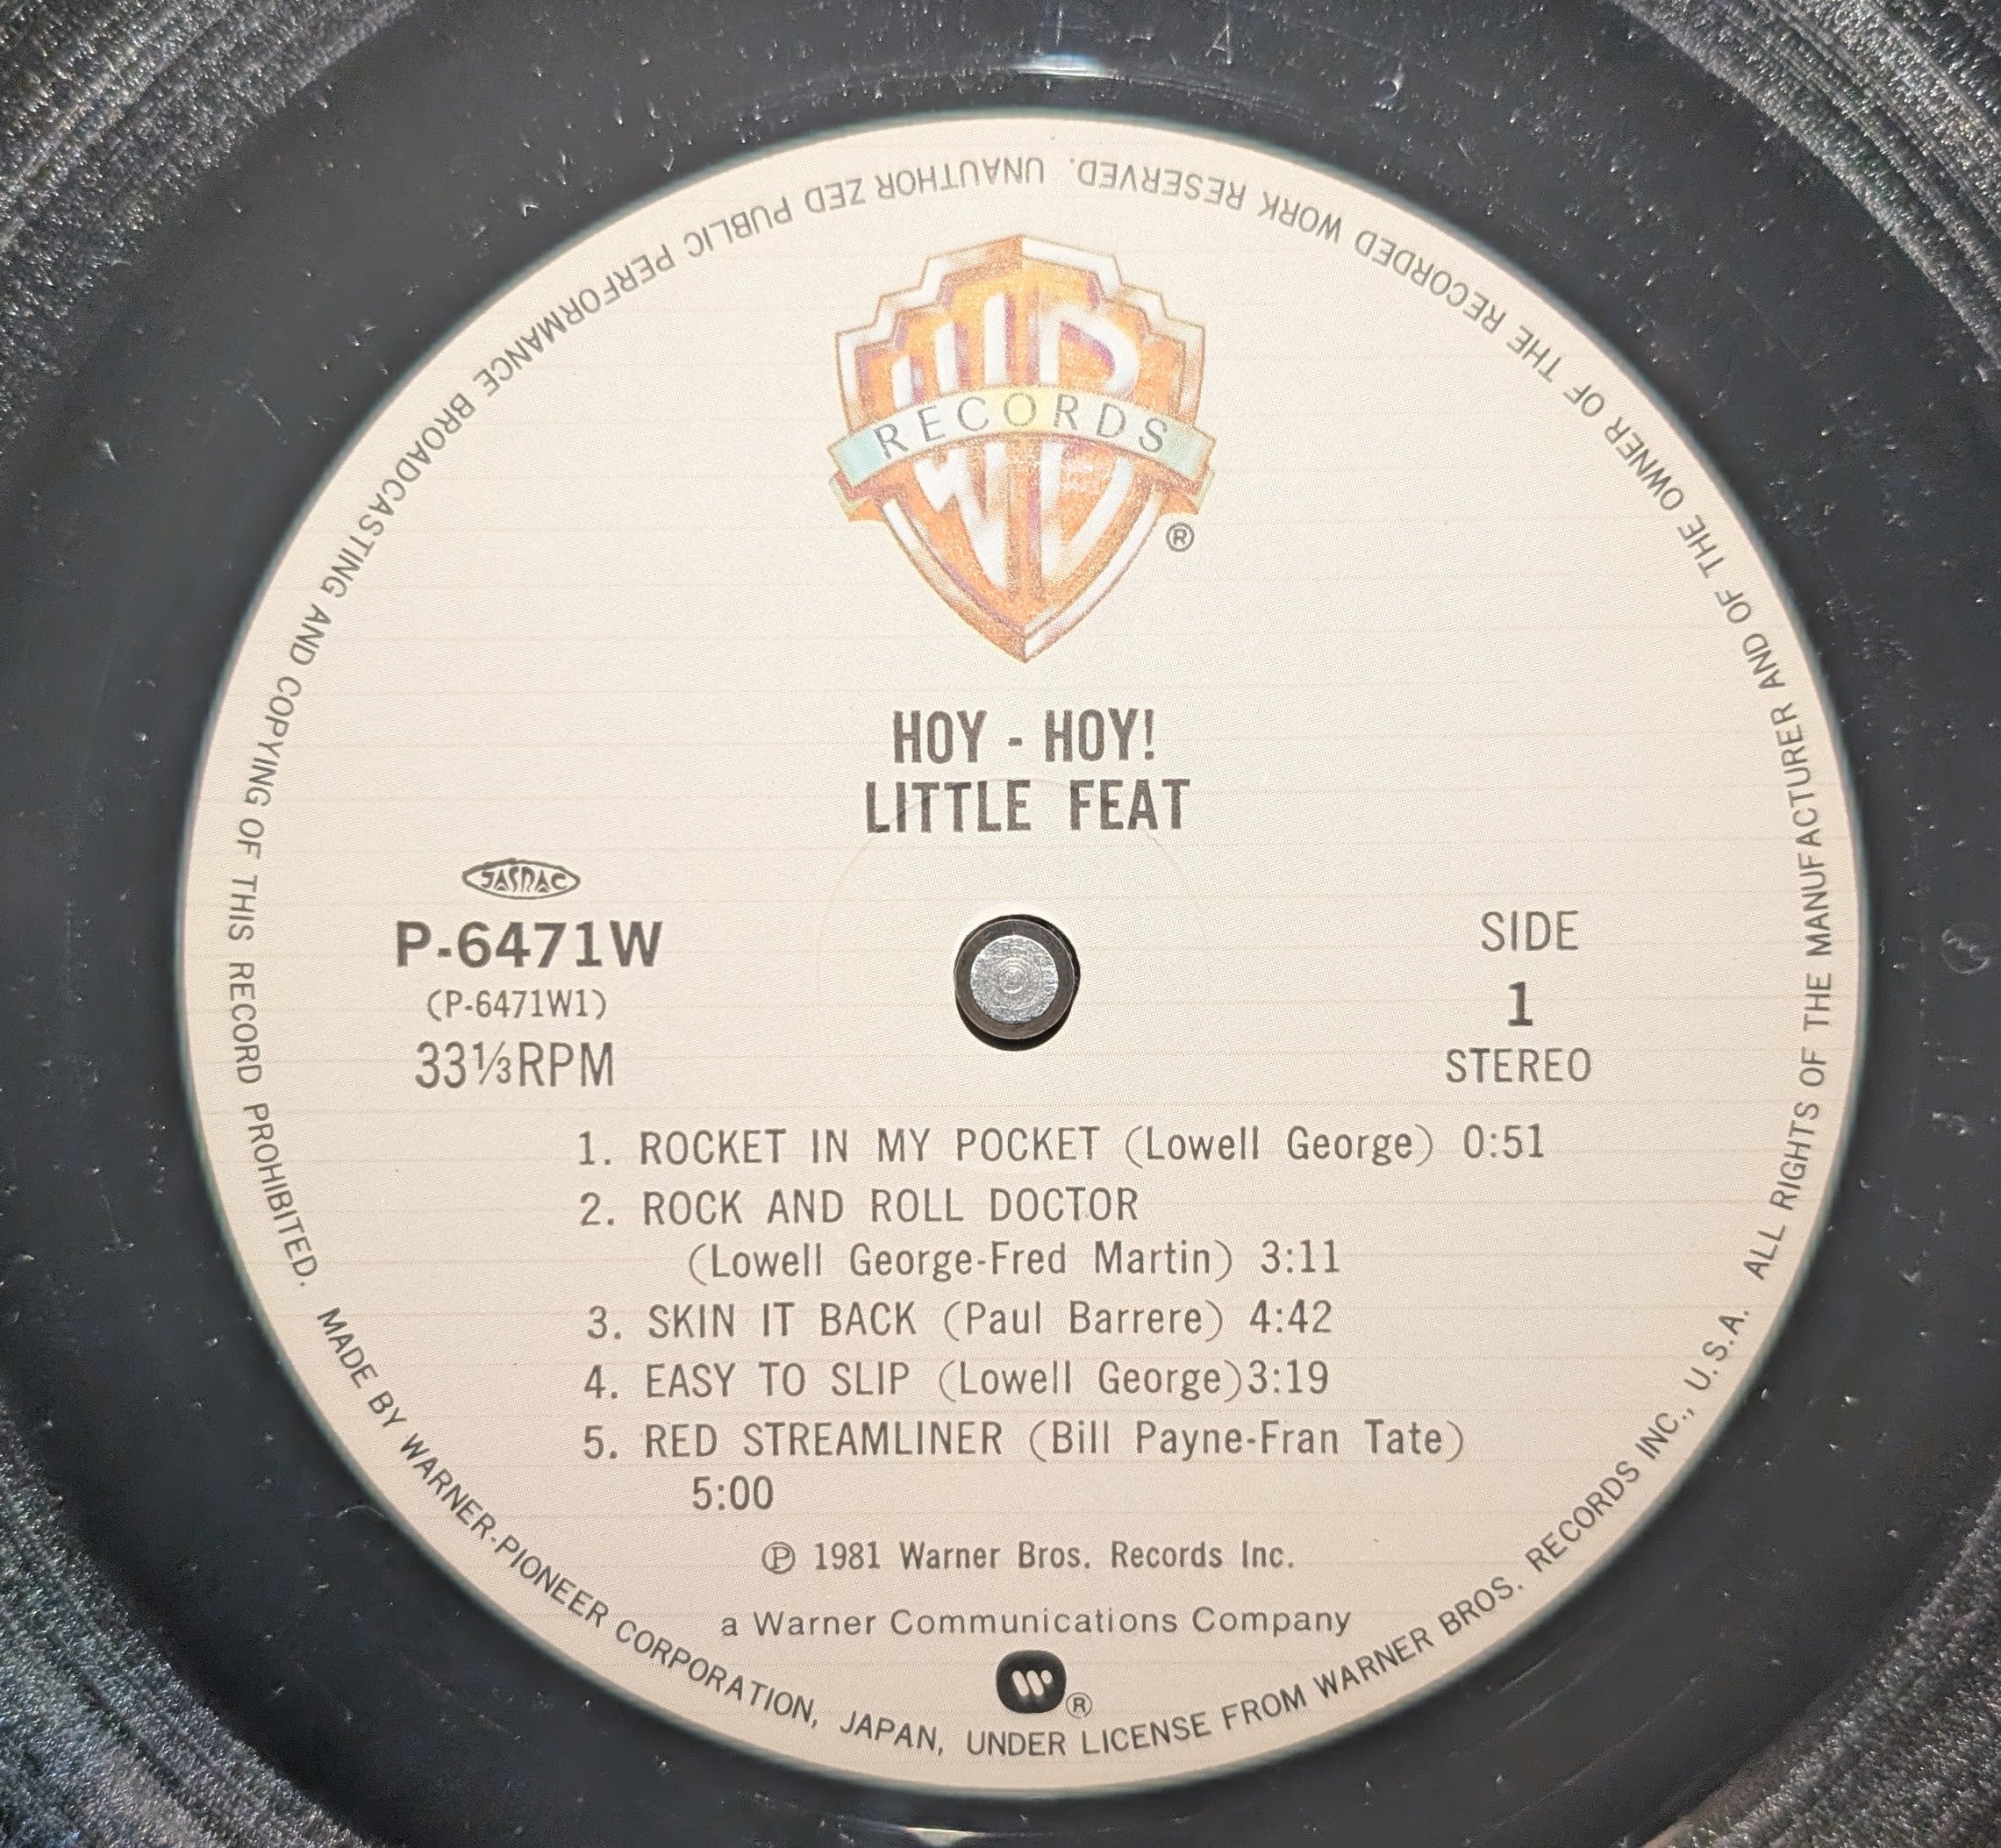 RECORDS
®
HOY - HOY!
LITTLE FEAT
JASRAC
P-6471W
(P-6471W1)
33⅓RPM
SIDE
1
STEREO
1. ROCKET IN MY POCKET (Lowell George) 0:51
2. ROCK AND ROLL DOCTOR
(Lowell George-Fred Martin) 3:11
3. SKIN IT BACK (Paul Barrere) 4:42
4. EASY TO SLIP (Lowell George)3:19
5. RED STREAMLINER (Bill Payne-Fran Tate)
5:00
℗ 1981 Warner Bros. Records Inc.
a Warner Communications Company
®
MADE BY WARNER-PIONEER CORPORATION, JAPAN, UNDER LICENSE FROM WARNER BROS. RECORDS INC., U.S.A. ALL RIGHTS OF THE MANUFACTURER AND OF THE OWNER OF THE RECORDED WORK RESERVED. UNAUTHOR ZED PUBLIC PERFORMANCE BROADCASTING AND COPYING OF THIS RECORD PROHIBITED.